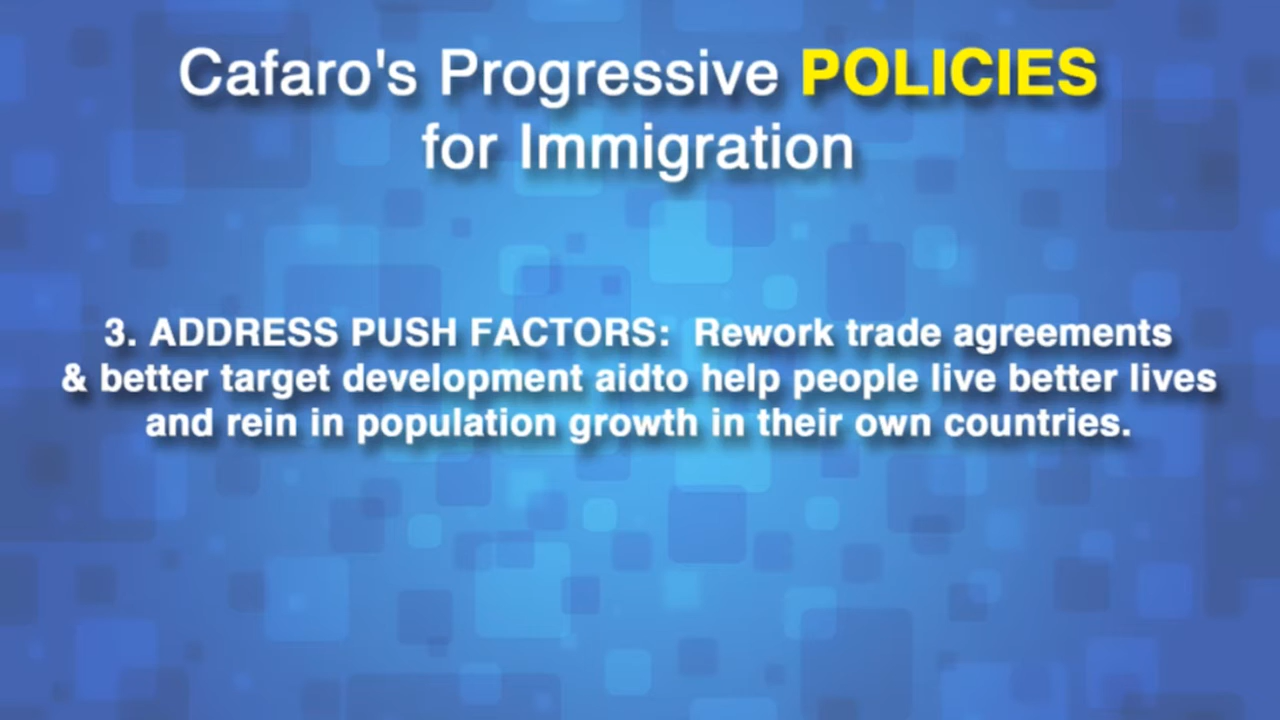 Cafaro's Progressive POLICIES
for Immigration
3. ADDRESS PUSH FACTORS:  Rework trade agreements
& better target development aidto help people live better lives
and rein in population growth in their own countries.